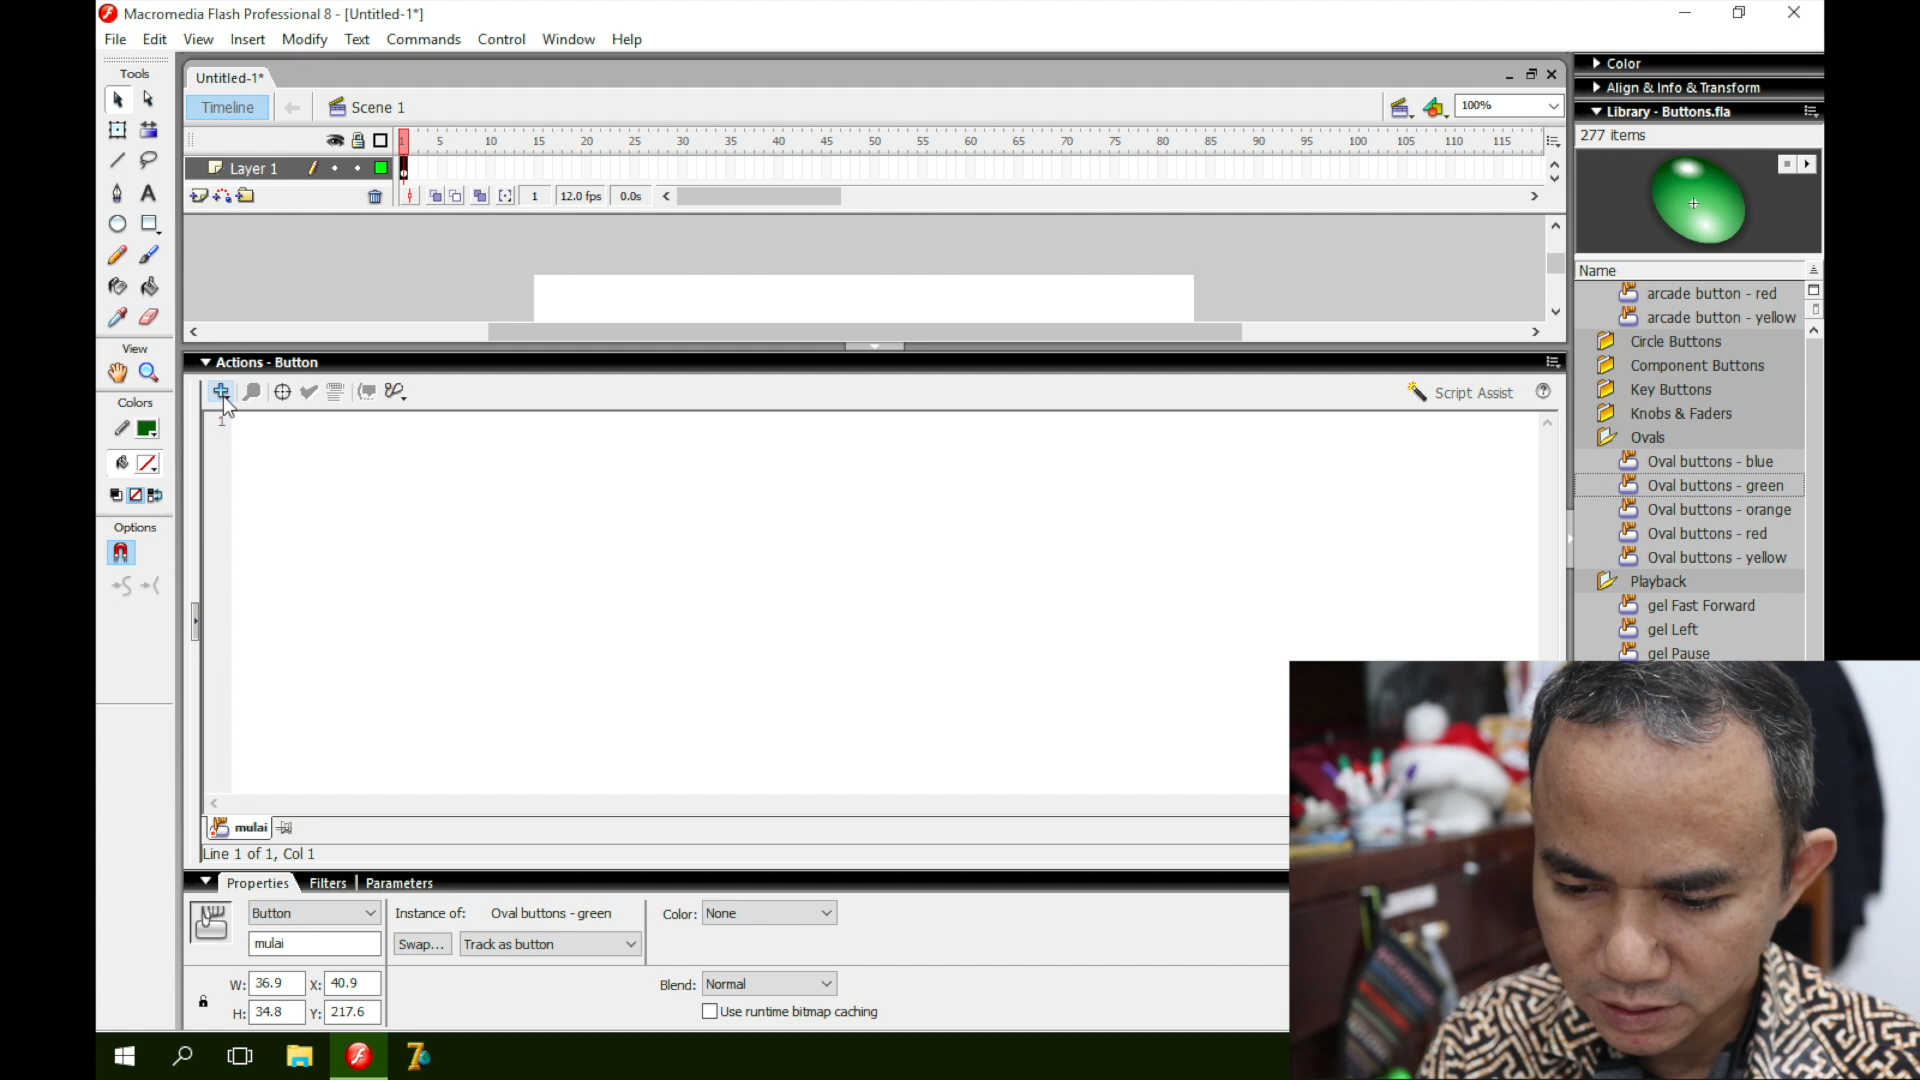 Macromedia Flash Professional 8 - [Untitled-1*]
File Edit View Insert Modify Text Commands Control Window Help
Tools
Untitled-1*
Timeline
Scene 1
100%
1 5 10 15 20 25 30 35 40 45 50 55 60 65 70 75 80 85 90 95 100 105 110 115
Layer 1
1 12.0 fps 0.0s
View
Colors
Options
Actions - Button
Script Assist
1
mulai
Line 1 of 1, Col 1
Properties Filters Parameters
Button
Instance of: Oval buttons - green
Color: None
mulai
Swap...
Track as button
W: 36.9 X: 40.9
Blend: Normal
H: 34.8 Y: 217.6
Use runtime bitmap caching
Color
Align & Info & Transform
Library - Buttons.fla
277 items
Name
arcade button - red
arcade button - yellow
Circle Buttons
Component Buttons
Key Buttons
Knobs & Faders
Ovals
Oval buttons - blue
Oval buttons - green
Oval buttons - orange
Oval buttons - red
Oval buttons - yellow
Playback
gel Fast Forward
gel Left
gel Pause